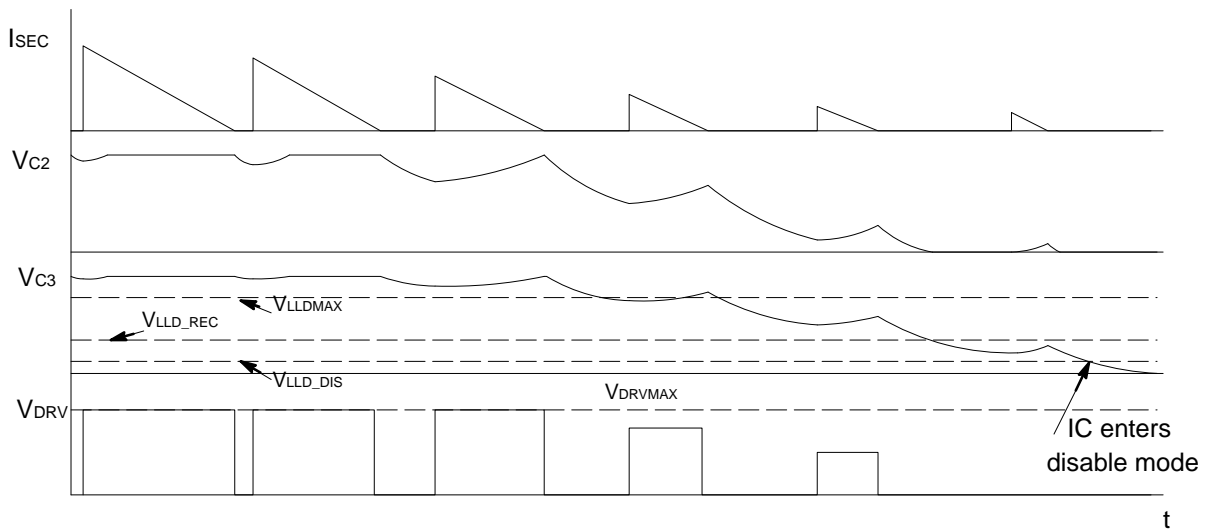 ISEC
VC2
VC3
VLLDMAX
VLLD_REC
VLLD_DIS
VDRVMAX
VDRV
IC enters
disable mode
t